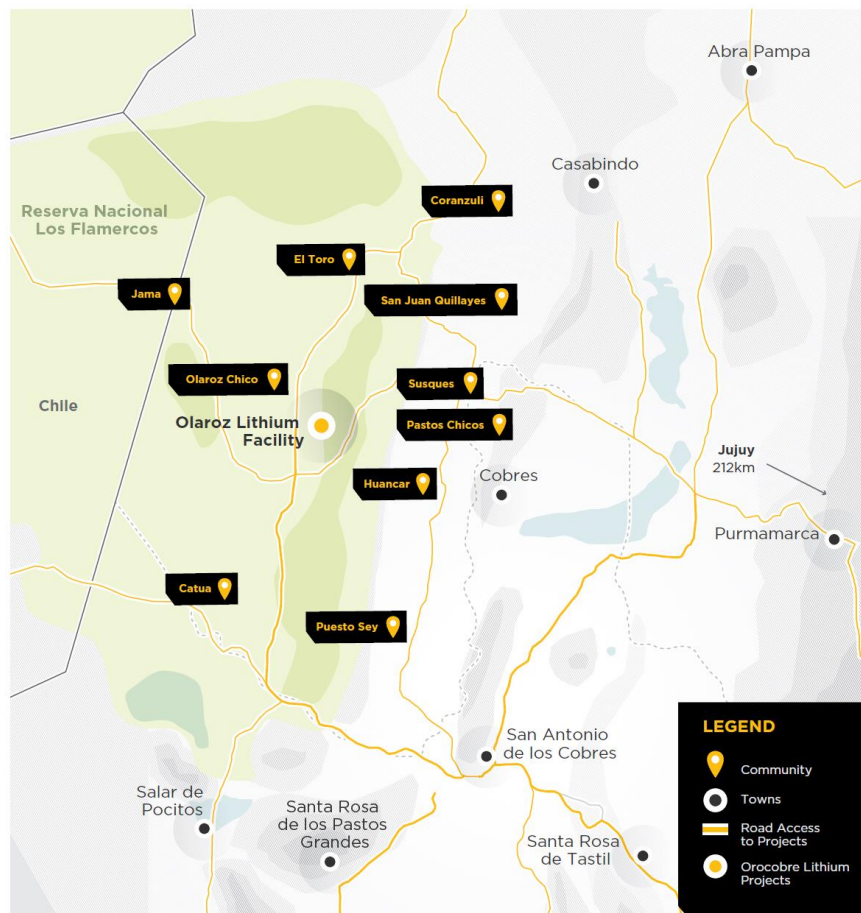 Abra Pampa
Casabindo
Coranzuli
Reserva Nacional
Los Flamercos
El Toro
Jama
San Juan Quillayes
Olaroz Chico
Susques
Chlle
Olaroz Lithium
Facility
Pastos Chicos
Jujuy
212km
Cobres
Huancar
Purmamarca
Catua
Puesto Sey
San Antonio
de los Cobres
Salar de
Pocitos
Santa Rosa
de los Pastos
Grandes
Santa Rosa
de Tastil
LEGEND
Community
Towns
Road Access
to Projects
Orocobre Lithium
Projects